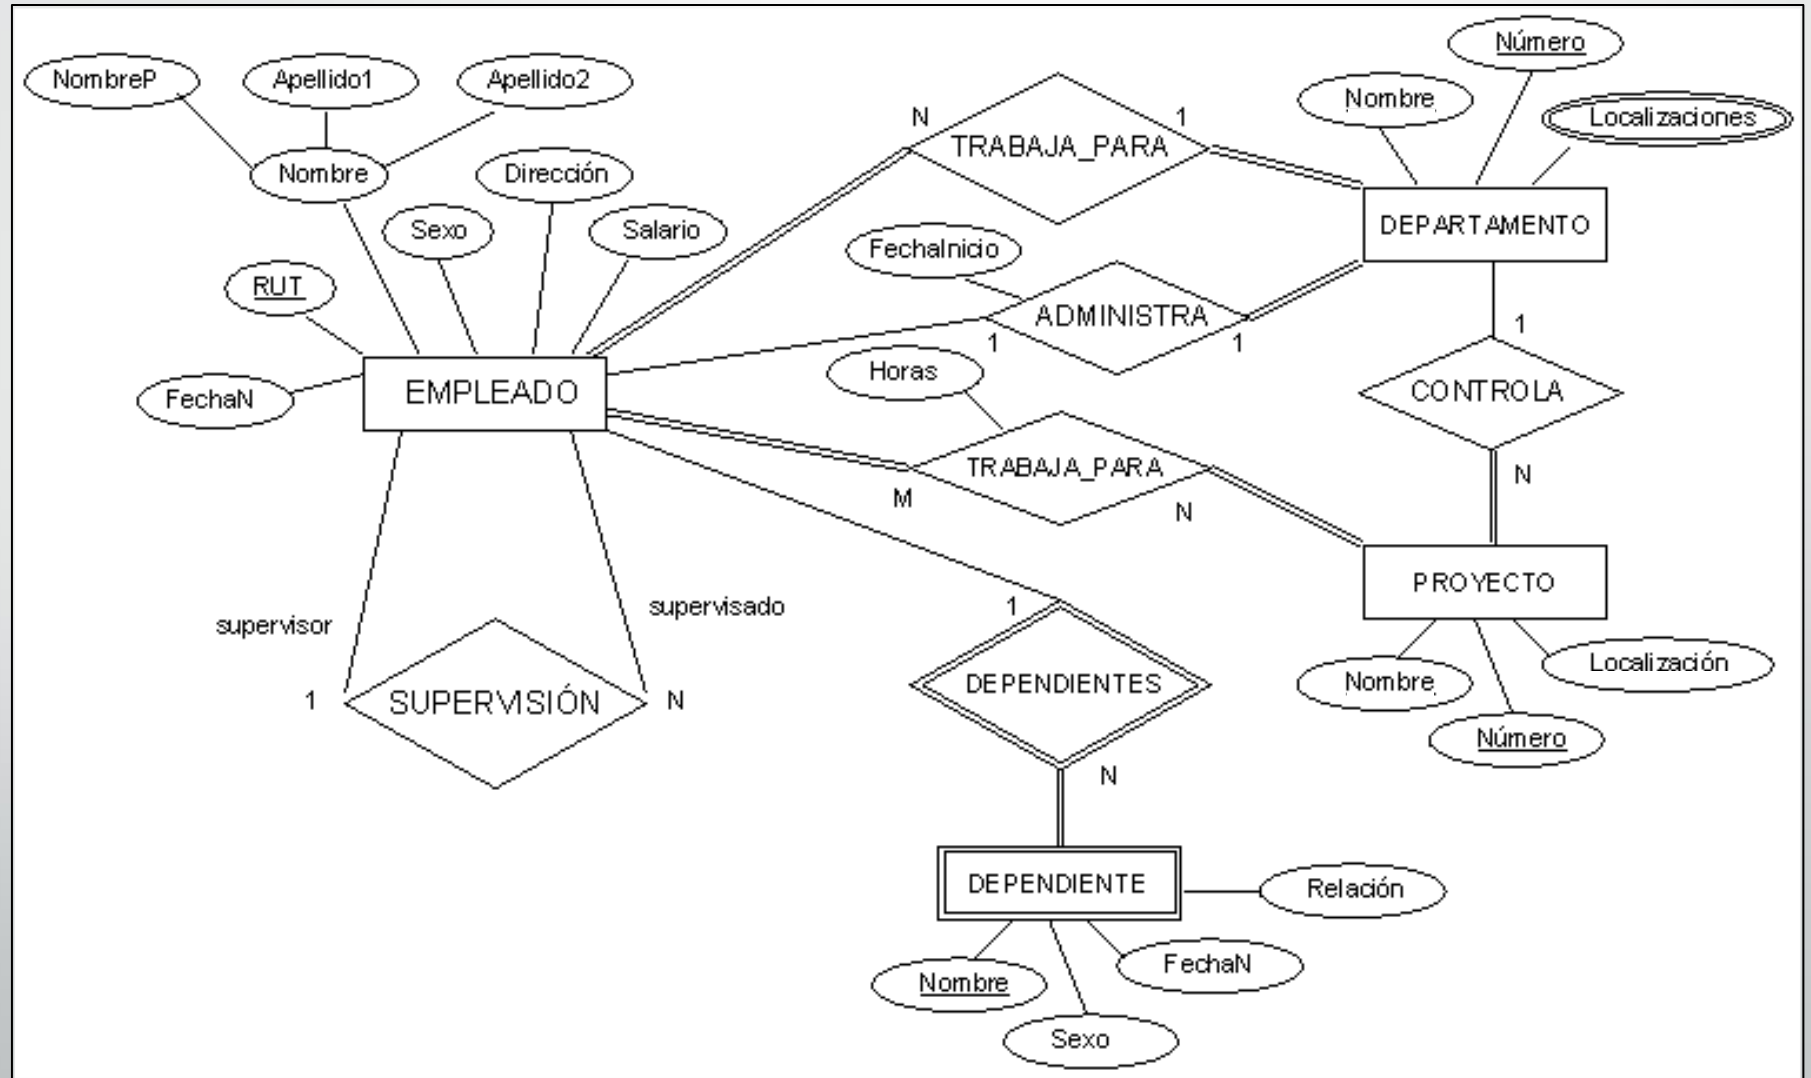 Número
NombreP
Apellido1
Apellido2
Nombre
Localizaciones
N
1
TRABAJA_PARA
Nombre
Dirección
Sexo
Salario
DEPARTAMENTO
FechaInicio
RUT
ADMINISTRA
1
1
1
Horas
EMPLEADO
CONTROLA
FechaN
TRABAJA_PARA
N
M
N
PROYECTO
supervisado
1
supervisor
Localización
DEPENDIENTES
Nombre
1
SUPERVISIÓN
N
Número
N
DEPENDIENTE
Relación
FechaN
Nombre
Sexo